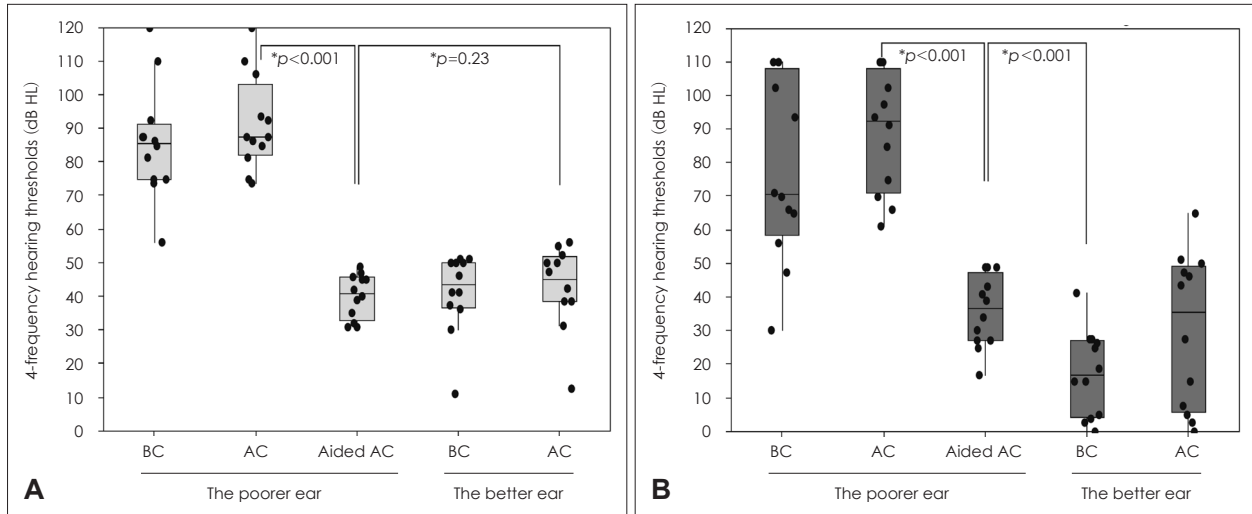 4-frequency hearing thresholds (dB HL)
120
110
100
90
80
70
60
50
40
30
20
10
0
*p<0.001
*p=0.23
BC
AC
Aided AC
BC
AC
The poorer ear
The better ear
A
4-frequency hearing thresholds (dB HL)
120
110
100
90
80
70
60
50
40
30
20
10
0
*p<0.001
*p<0.001
BC
AC
Aided AC
BC
AC
The poorer ear
The better ear
B